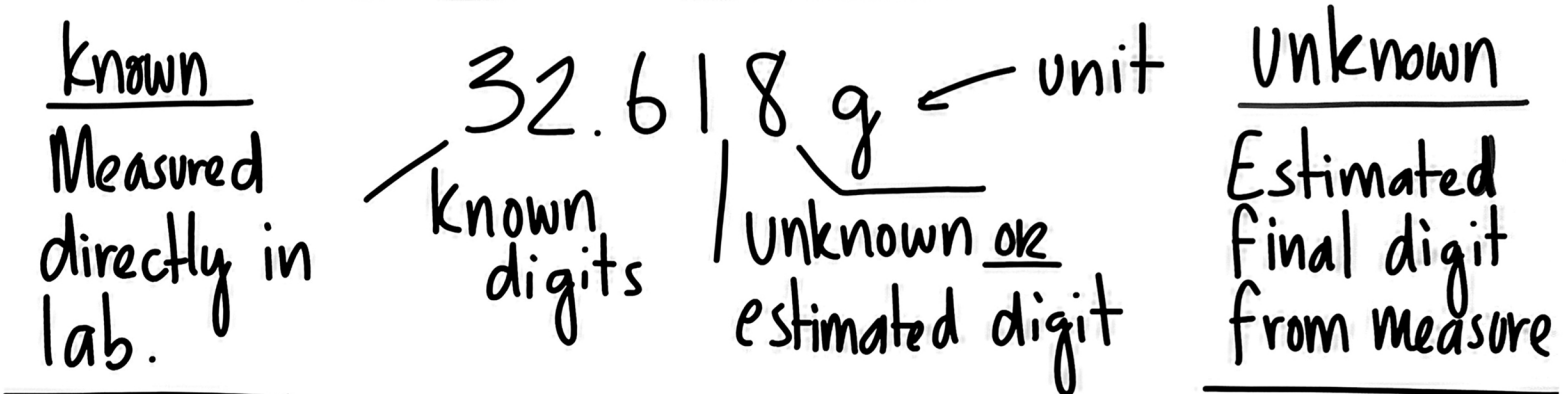 Known
Measured
directly in
lab.
32.618 g
unit
known
digits
unknown or
estimated digit
Unknown
Estimated
final digit
from measure